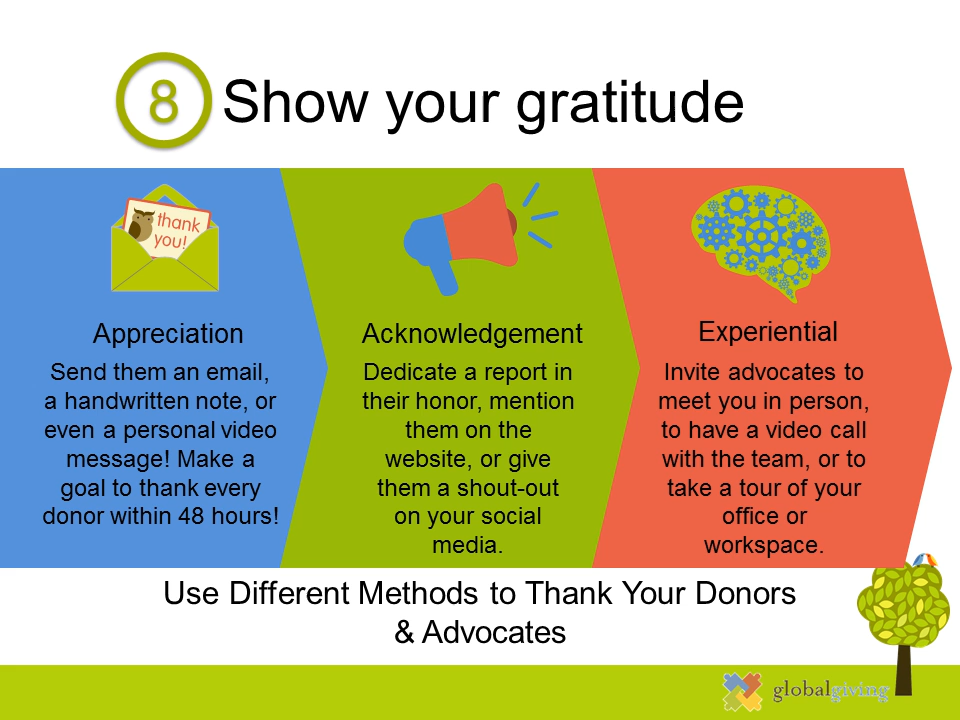 8 Show your gratitude
thank
you!
Appreciation
Send them an email,
a handwritten note, or
even a personal video
message! Make a
goal to thank every
donor within 48 hours!
Acknowledgement
Dedicate a report in
their honor, mention
them on the
website, or give
them a shout-out
on your social
media.
Experiential
Invite advocates to
meet you in person,
to have a video call
with the team, or to
take a tour of your
office or
workspace.
Use Different Methods to Thank Your Donors
& Advocates
globalgiving